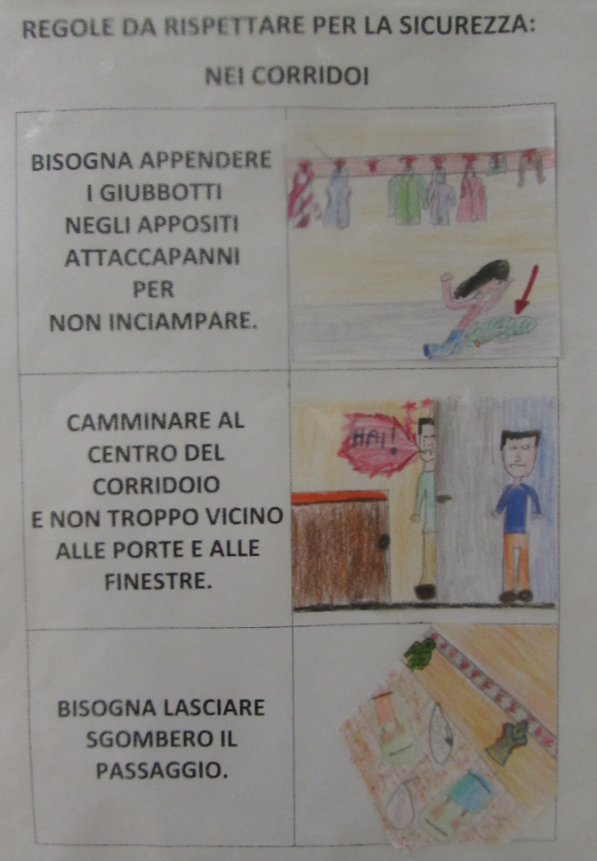 REGOLE DA RISPETTARE PER LA SICUREZZA:
NEI CORRIDOI
BISOGNA APPENDERE
I GIUBBOTTI
NEGLI APPOSITI
ATTACCAPANNI
PER
NON INCIAMPARE.
CAMMINARE AL
CENTRO DEL
CORRIDOIO
E NON TROPPO VICINO
ALLE PORTE E ALLE
FINESTRE.
HAI!
BISOGNA LASCIARE
SGOMBERO IL
PASSAGGIO.